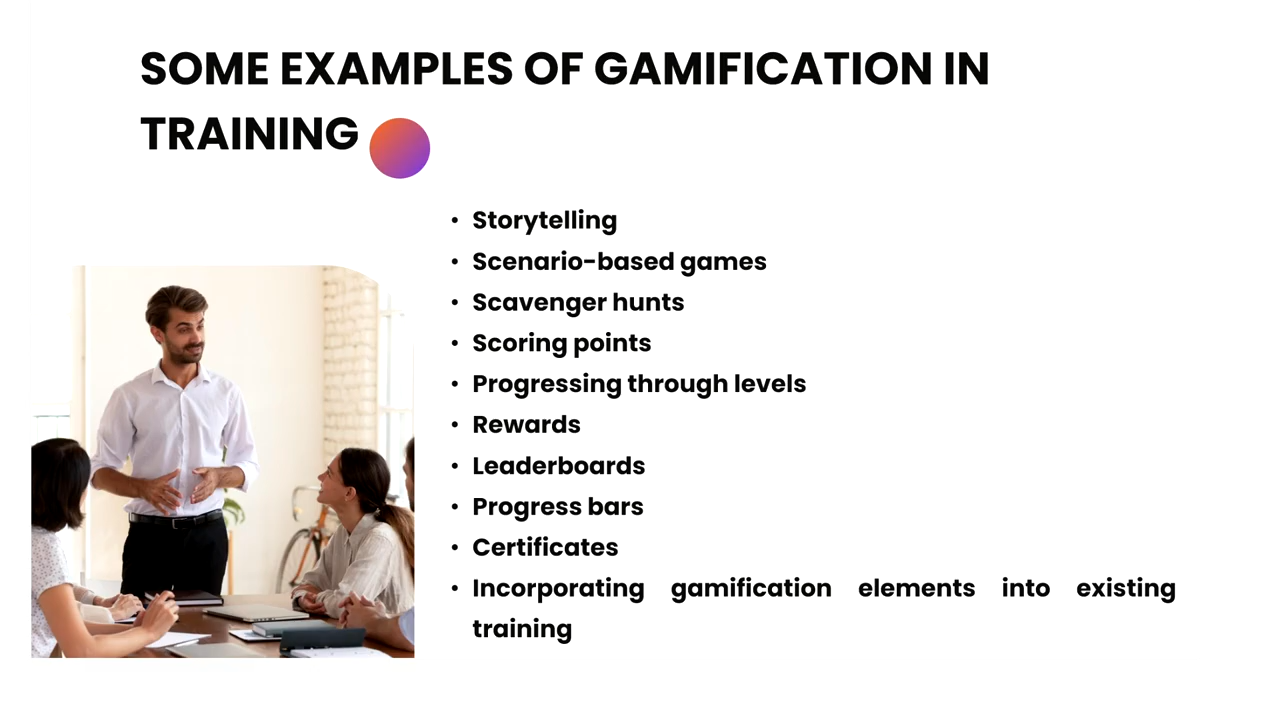 SOME EXAMPLES OF GAMIFICATION IN
TRAINING
• Storytelling
• Scenario-based games
• Scavenger hunts
• Scoring points
• Progressing through levels
• Rewards
• Leaderboards
• Progress bars
• Certificates
• Incorporating gamification elements into existing
training